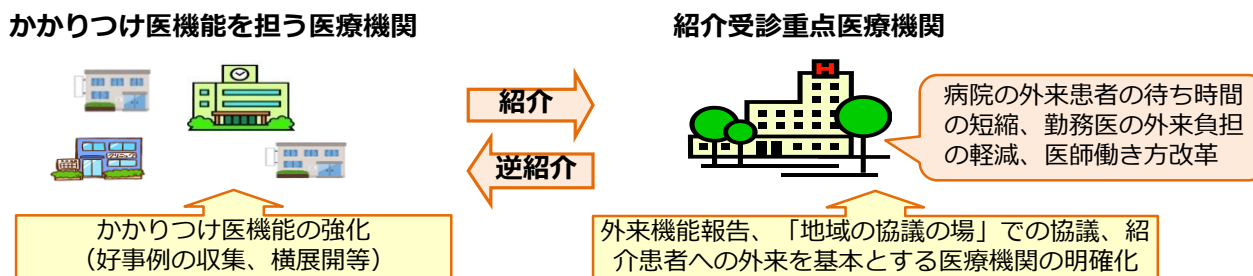 かかりつけ医機能を担う医療機関
紹介受診重点医療機関
クリニック
H
紹介
逆紹介
病院の外来患者の待ち時間
の短縮、勤務医の外来負担
の軽減、医師働き方改革
かかりつけ医機能の強化
（好事例の収集、横展開等）
外来機能報告、「地域の協議の場」での協議、紹
介患者への外来を基本とする医療機関の明確化